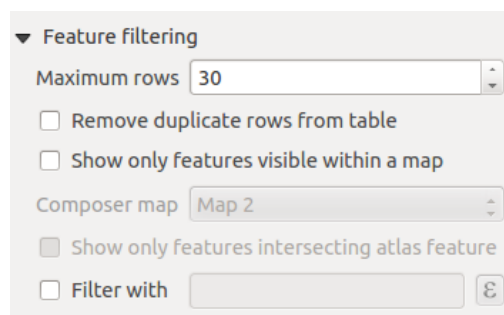 Feature filtering
Maximum rows 30
Remove duplicate rows from table
Show only features visible within a map
Composer map Map 2
Show only features intersecting atlas feature
Filter with ε